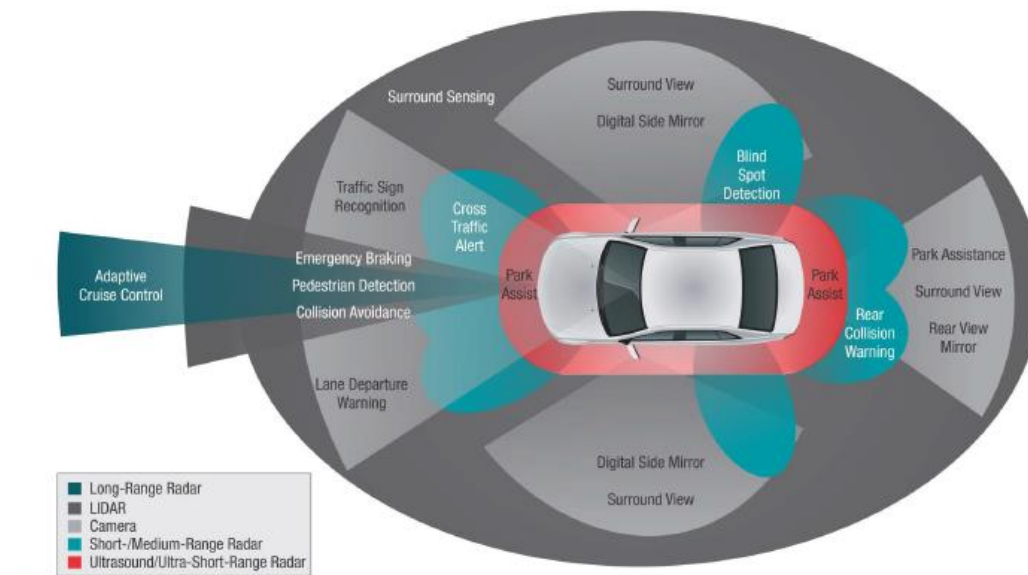 Surround Sensing
Surround View
Digital Side Mirror
Blind
Spot
Detection
Traffic Sign
Recognition
Cross
Traffic
Alert
Adaptive
Cruise Control
Emergency Braking
Pedestrian Detection
Collision Avoidance
Park
Assist
Park
Assist
Park Assistance
Surround View
Rear View
Mirror
Rear
Collision
Warning
Lane Departure
Warning
Digital Side Mirror
Surround View
Long-Range Radar
LIDAR
Camera
Short-/Medium-Range Radar
Ultrasound/Ultra-Short-Range Radar